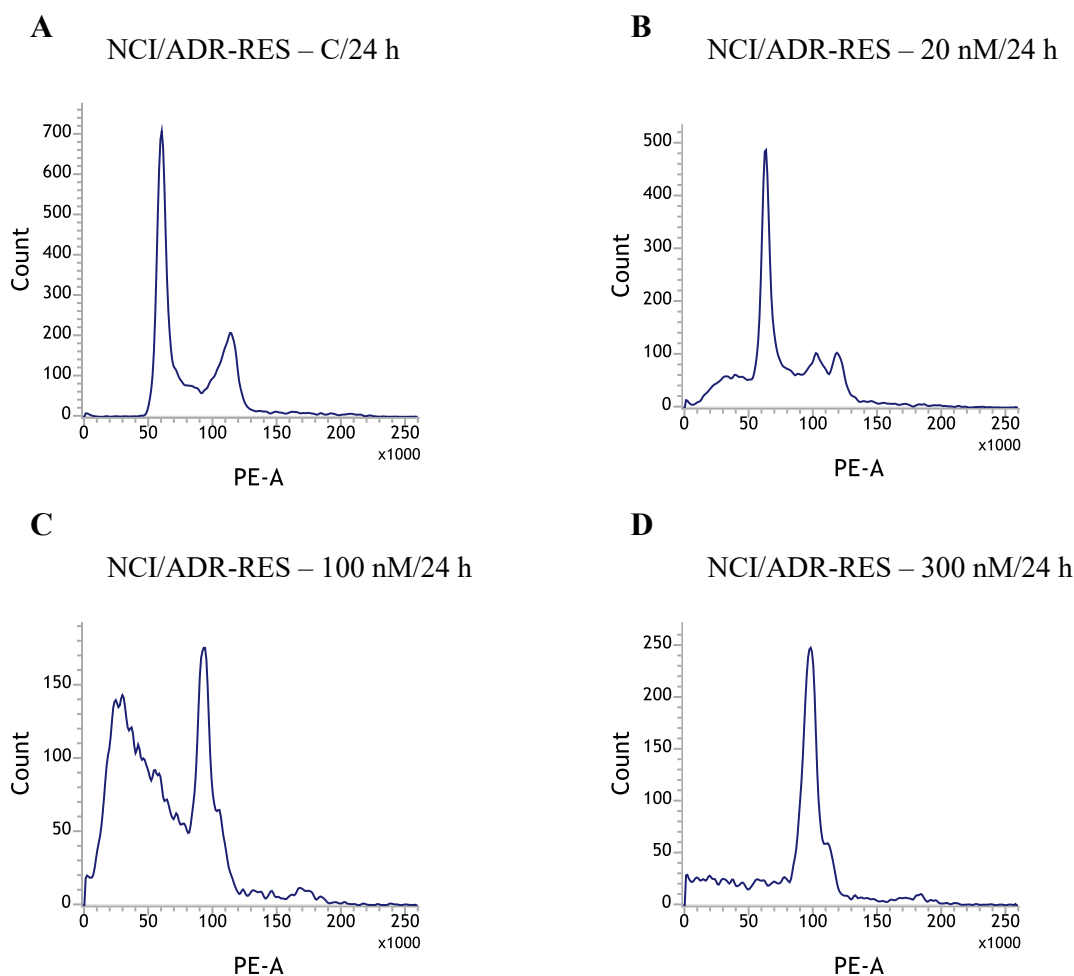 A
NCI/ADR-RES – C/24 h
700
600
500
400
300
200
100
0
Count
0 50 100 150 200 250
x1000
PE-A
B
NCI/ADR-RES – 20 nM/24 h
500
400
300
200
100
0
Count
0 50 100 150 200 250
x1000
PE-A
C
NCI/ADR-RES – 100 nM/24 h
150
100
50
0
Count
0 50 100 150 200 250
x1000
PE-A
D
NCI/ADR-RES – 300 nM/24 h
250
200
150
100
50
0
Count
0 50 100 150 200 250
x1000
PE-A